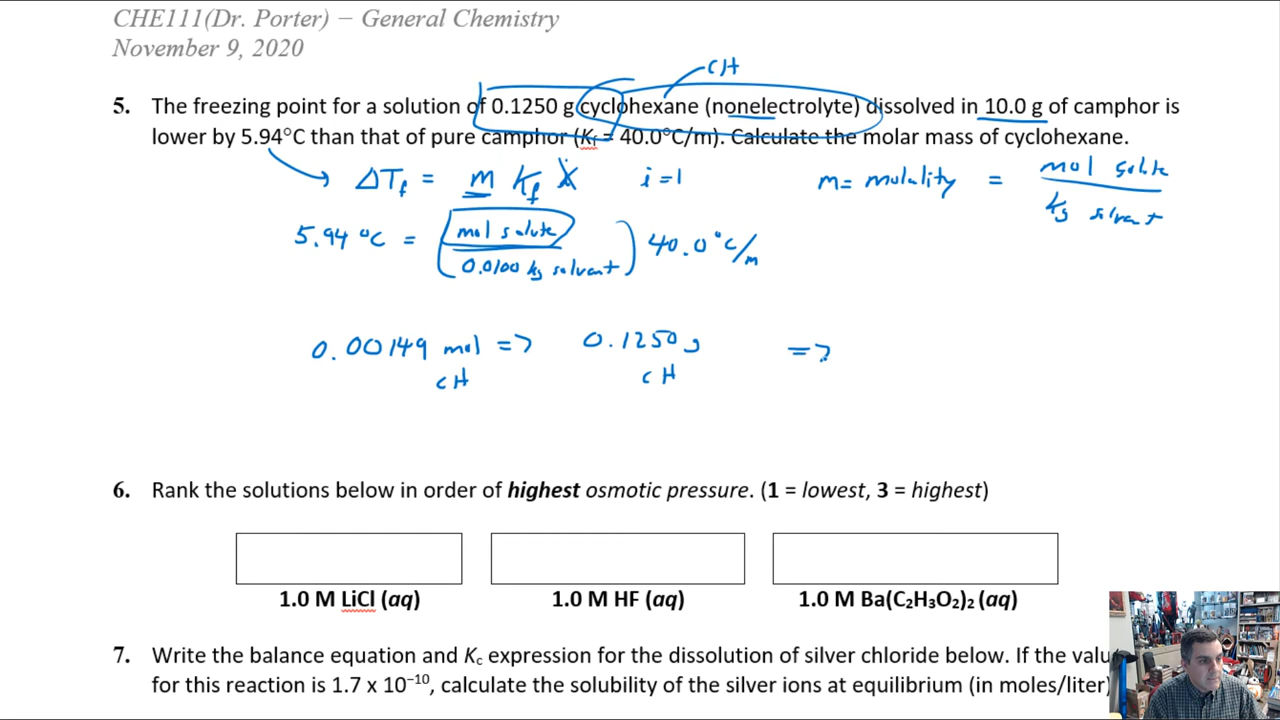 CHE111(Dr. Porter) – General Chemistry
November 9, 2020
CH
5. The freezing point for a solution of 0.1250 g cyclohexane (nonelectrolyte) dissolved in 10.0 g of camphor is
lower by 5.94°C than that of pure camphor (Kf = 40.0°C/m). Calculate the molar mass of cyclohexane.
ΔTf = m Kf i i=1 m= molality = mol solute / kg solvent
5.94 °C = (mol solute / 0.0100 kg solvent) 40.0 °C/m
0.00149 mol => 0.1250 g =>
CH CH
6. Rank the solutions below in order of highest osmotic pressure. (1 = lowest, 3 = highest)
1.0 M LiCl (aq) 1.0 M HF (aq) 1.0 M Ba(C₂H₃O₂)₂ (aq)
7. Write the balance equation and Kc expression for the dissolution of silver chloride below. If the valu
for this reaction is 1.7 x 10⁻¹⁰, calculate the solubility of the silver ions at equilibrium (in moles/liter)